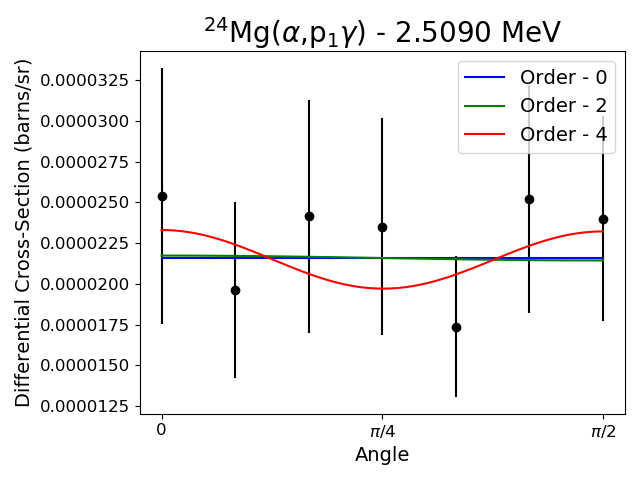 ²⁴Mg(α,p₁γ) - 2.5090 MeV
Differential Cross-Section (barns/sr)
0.0000325
0.0000300
0.0000275
0.0000250
0.0000225
0.0000200
0.0000175
0.0000150
0.0000125
Order - 0
Order - 2
Order - 4
0 π/4 π/2
Angle